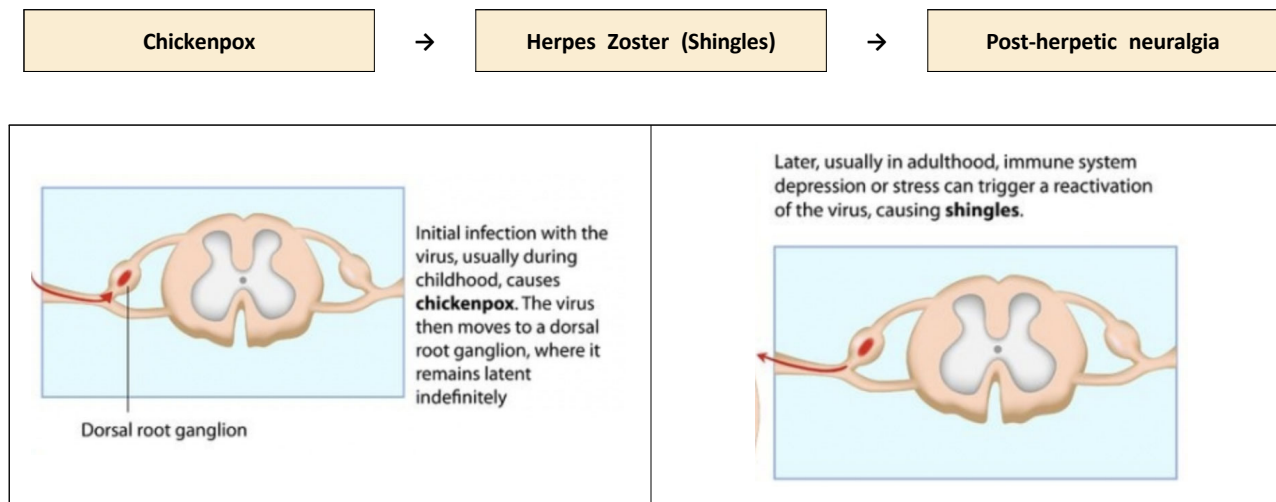 Chickenpox → Herpes Zoster (Shingles) → Post-herpetic neuralgia
Initial infection with the
virus, usually during
childhood, causes
chickenpox. The virus
then moves to a dorsal
root ganglion, where it
remains latent
indefinitely
Dorsal root ganglion
Later, usually in adulthood, immune system
depression or stress can trigger a reactivation
of the virus, causing shingles.